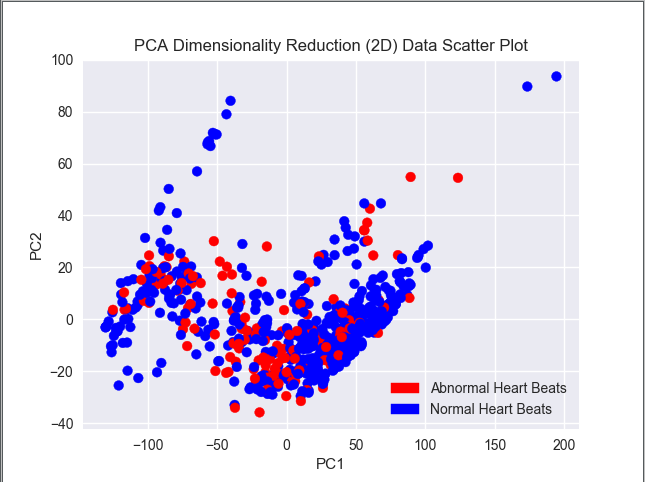 PCA Dimensionality Reduction (2D) Data Scatter Plot
100
80
60
40
20
0
−20
−40
PC2
Abnormal Heart Beats
Normal Heart Beats
−100 −50 0 50 100 150 200
PC1